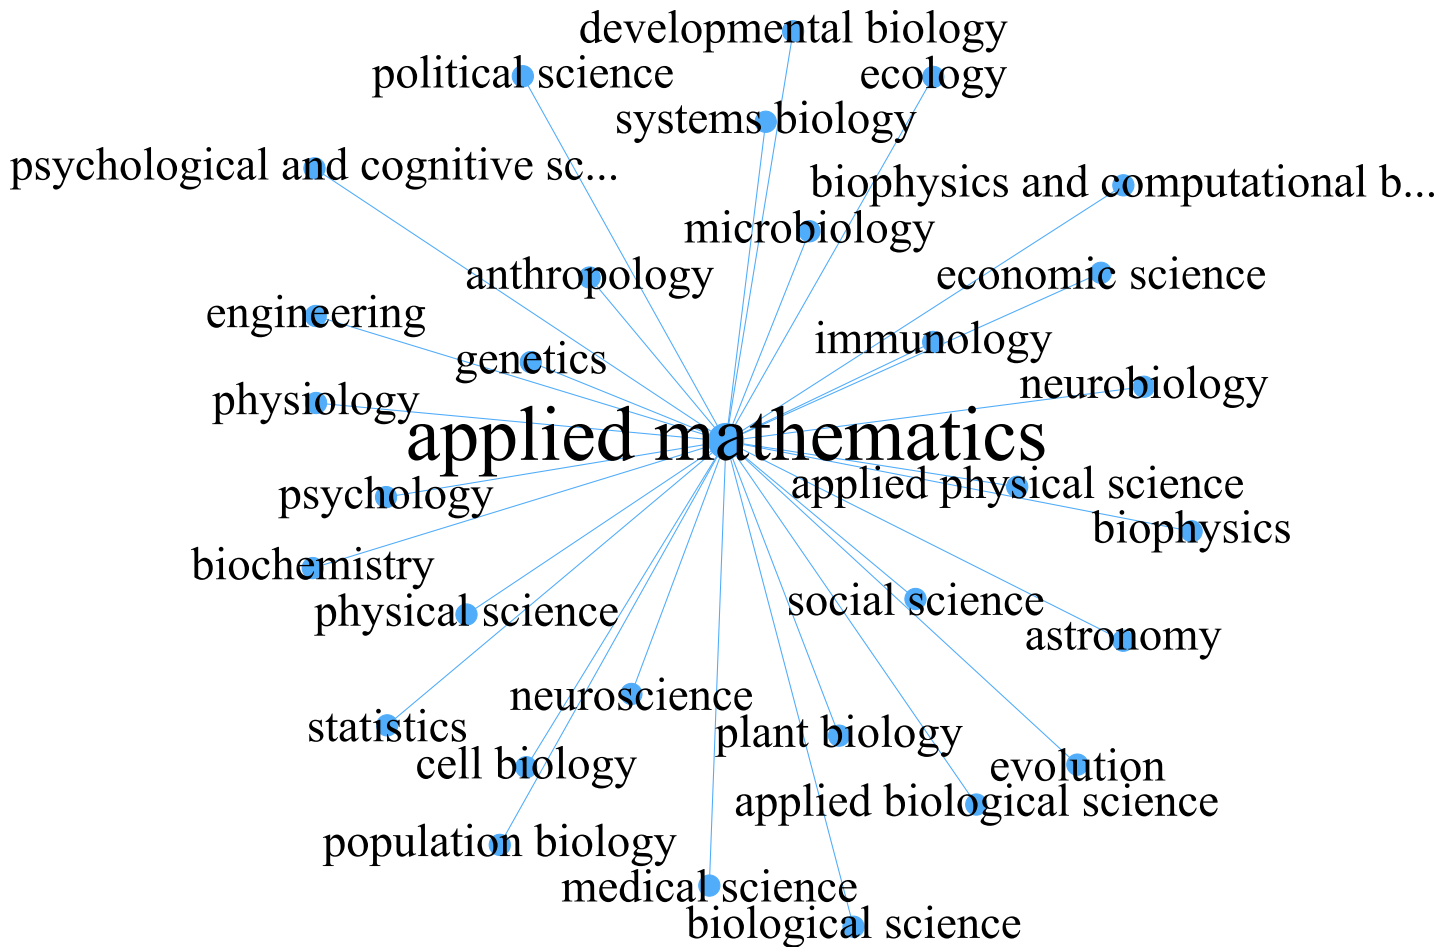 developmental biology
political science
ecology
systems biology
psychological and cognitive sc...
biophysics and computational b...
microbiology
anthropology
economic science
engineering
immunology
genetics
neurobiology
physiology
applied mathematics
applied physical science
psychology
biophysics
biochemistry
social science
physical science
astronomy
neuroscience
statistics
plant biology
cell biology
evolution
applied biological science
population biology
medical science
biological science